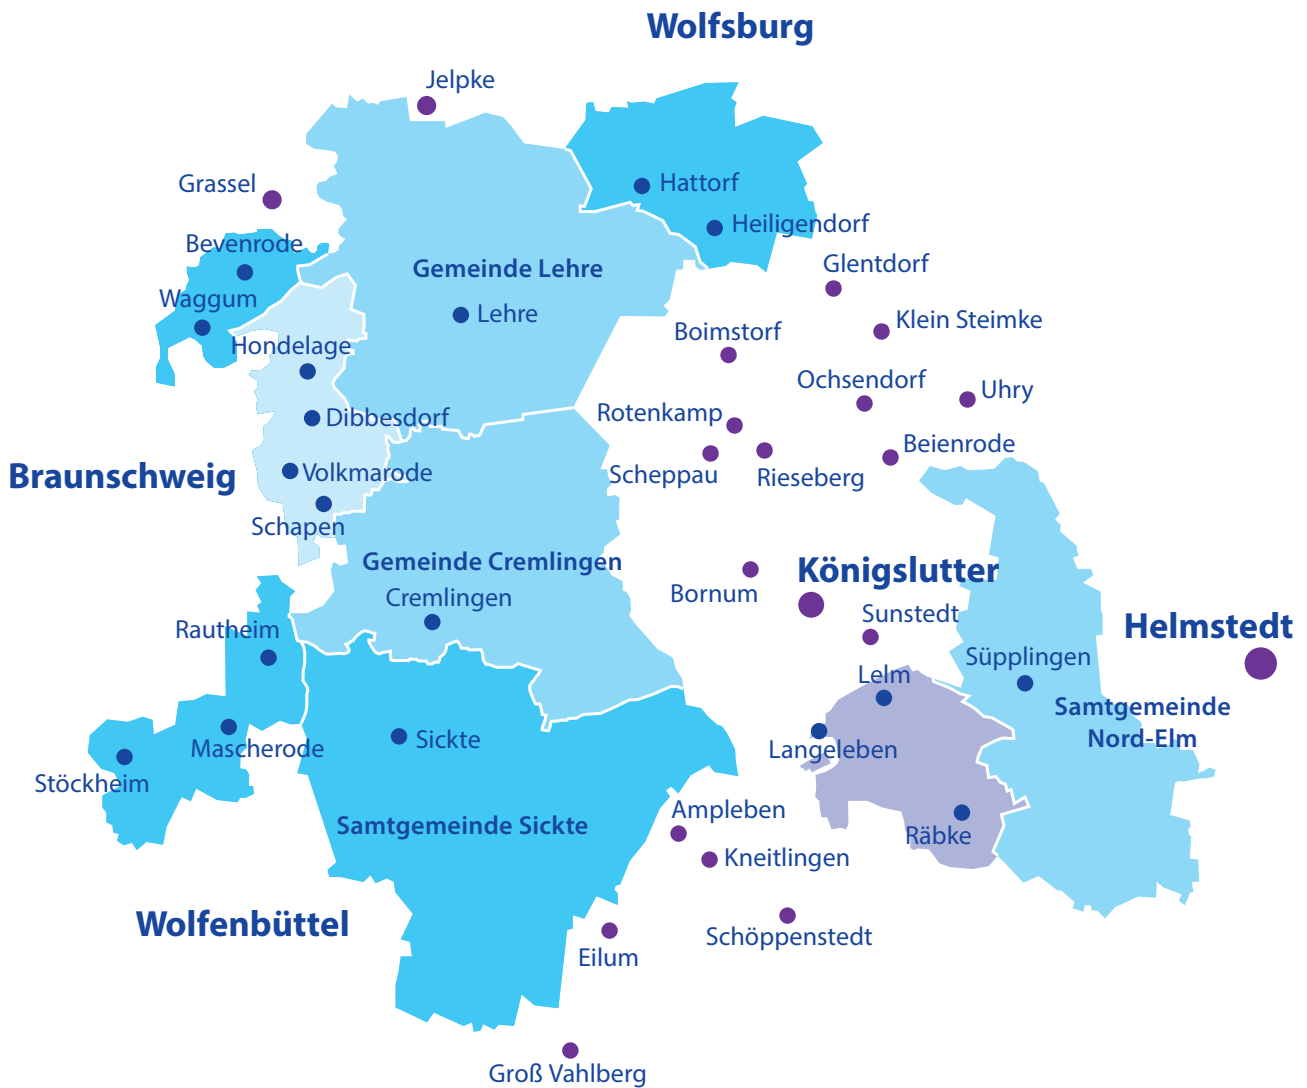 Wolfsburg
Jelpke
Grassel
Hattorf
Heiligendorf
Bevenrode
Glentdorf
Gemeinde Lehre
Waggum
Lehre
Klein Steimke
Boimstorf
Hondelage
Ochsendorf
Uhry
Rotenkamp
Dibbesdorf
Beienrode
Braunschweig
Volkmarode
Scheppau
Rieseberg
Schapen
Gemeinde Cremlingen
Königslutter
Cremlingen
Bornum
Sunstedt
Helmstedt
Rautheim
Süpplingen
Lelm
Samtgemeinde
Nord-Elm
Sickte
Mascherode
Langeleben
Stöckheim
Ampleben
Samtgemeinde Sickte
Räbke
Kneitlingen
Wolfenbüttel
Schöppenstedt
Eilum
Groß Vahlberg